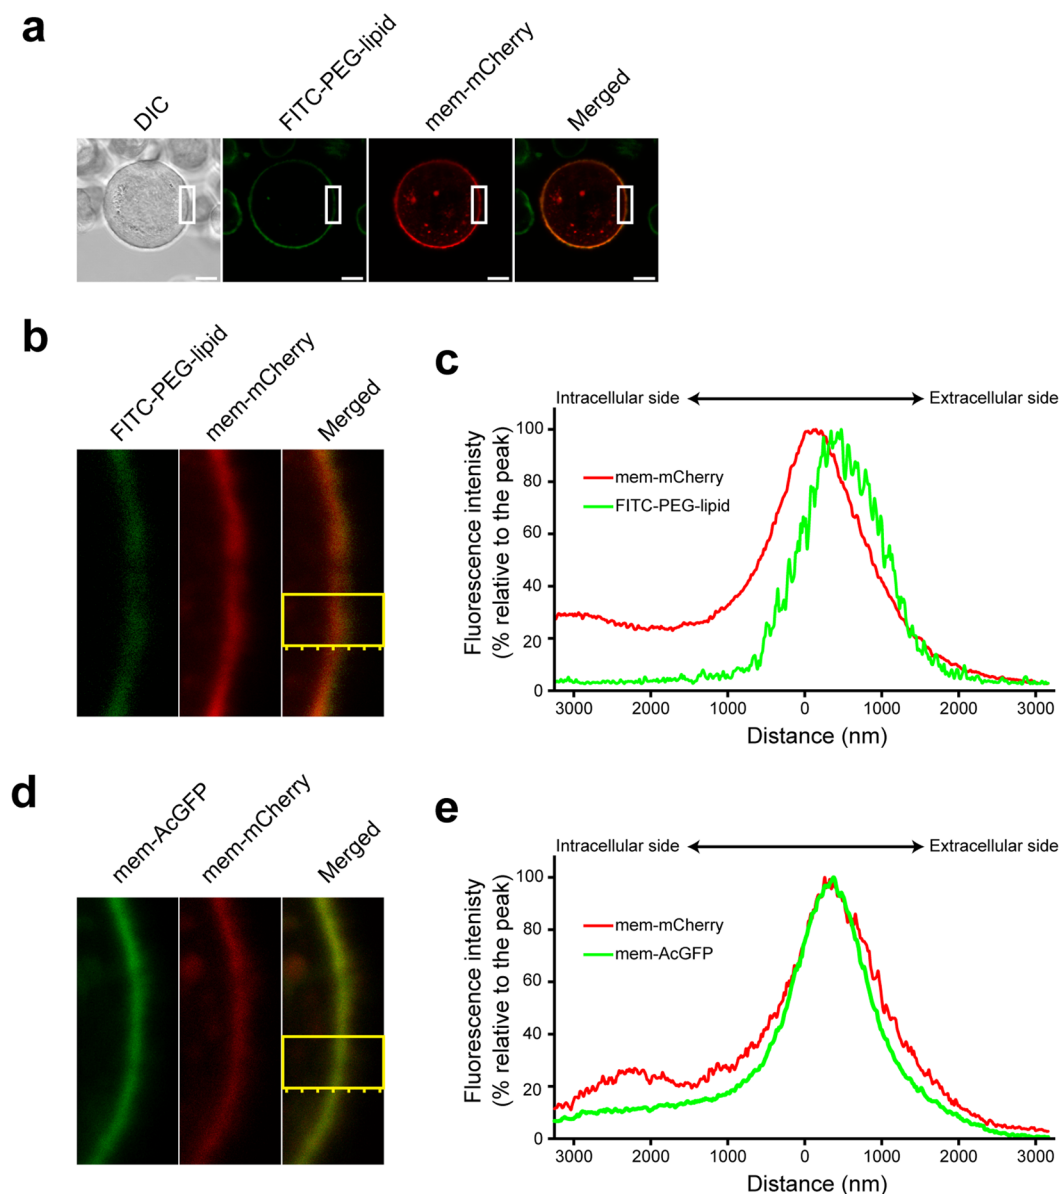 a
DIC
FITC-PEG-lipid
mem-mCherry
Merged
b
FITC-PEG-lipid
mem-mCherry
Merged
c
Intracellular side
Extracellular side
Fluorescence intenisty
(% relative to the peak)
100
80
60
40
20
0
mem-mCherry
FITC-PEG-lipid
3000 2000 1000 0 1000 2000 3000
Distance (nm)
d
mem-AcGFP
mem-mCherry
Merged
e
Intracellular side
Extracellular side
Fluorescence intenisty
(% relative to the peak)
100
80
60
40
20
0
mem-mCherry
mem-AcGFP
3000 2000 1000 0 1000 2000 3000
Distance (nm)